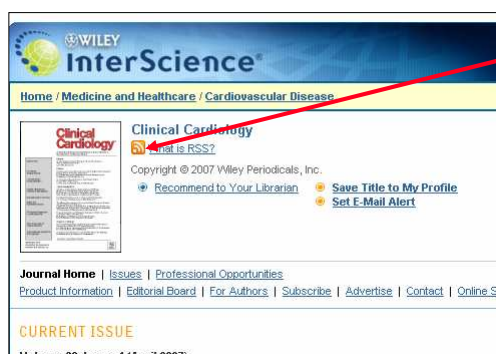 WILEY
InterScience®
Home / Medicine and Healthcare / Cardiovascular Disease
Clinical
Cardiology
Clinical Cardiology
What is RSS?
Copyright © 2007 Wiley Periodicals, Inc.
Recommend to Your Librarian
Save Title to My Profile
Set E-Mail Alert
Journal Home | Issues | Professional Opportunities
Product Information | Editorial Board | For Authors | Subscribe | Advertise | Contact | Online S
CURRENT ISSUE